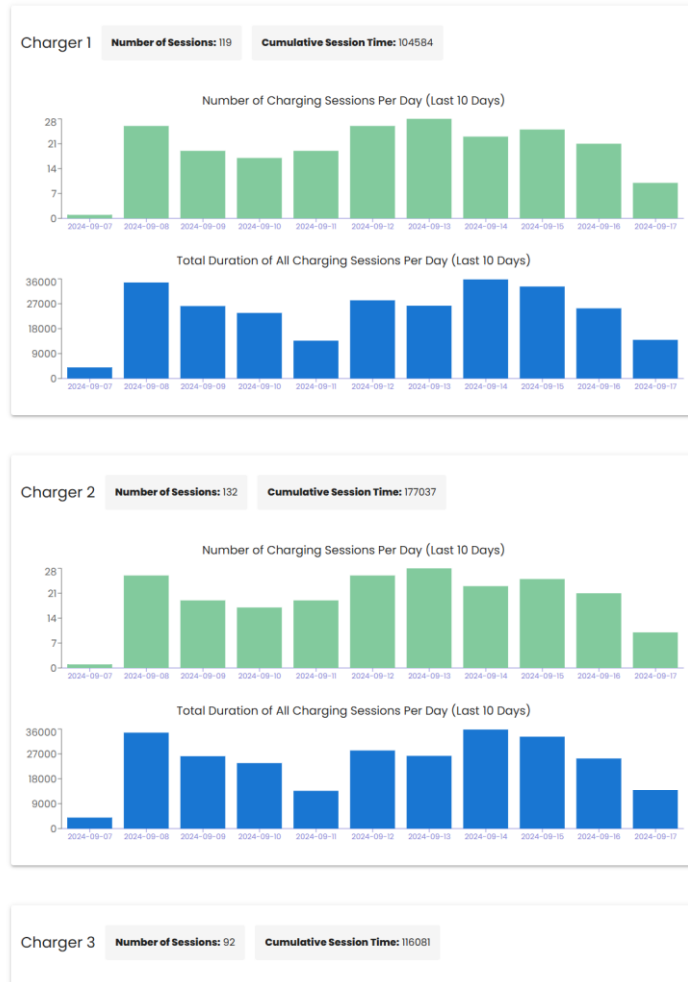 Charger 1 Number of Sessions: 119 Cumulative Session Time: 104584
Number of Charging Sessions Per Day (Last 10 Days)
28
21
14
7
0
2024-09-07 2024-09-08 2024-09-09 2024-09-10 2024-09-11 2024-09-12 2024-09-13 2024-09-14 2024-09-15 2024-09-16 2024-09-17
Total Duration of All Charging Sessions Per Day (Last 10 Days)
36000
27000
18000
9000
0
2024-09-07 2024-09-08 2024-09-09 2024-09-10 2024-09-11 2024-09-12 2024-09-13 2024-09-14 2024-09-15 2024-09-16 2024-09-17
Charger 2 Number of Sessions: 132 Cumulative Session Time: 177037
Number of Charging Sessions Per Day (Last 10 Days)
28
21
14
7
0
2024-09-07 2024-09-08 2024-09-09 2024-09-10 2024-09-11 2024-09-12 2024-09-13 2024-09-14 2024-09-15 2024-09-16 2024-09-17
Total Duration of All Charging Sessions Per Day (Last 10 Days)
36000
27000
18000
9000
0
2024-09-07 2024-09-08 2024-09-09 2024-09-10 2024-09-11 2024-09-12 2024-09-13 2024-09-14 2024-09-15 2024-09-16 2024-09-17
Charger 3 Number of Sessions: 92 Cumulative Session Time: 116081